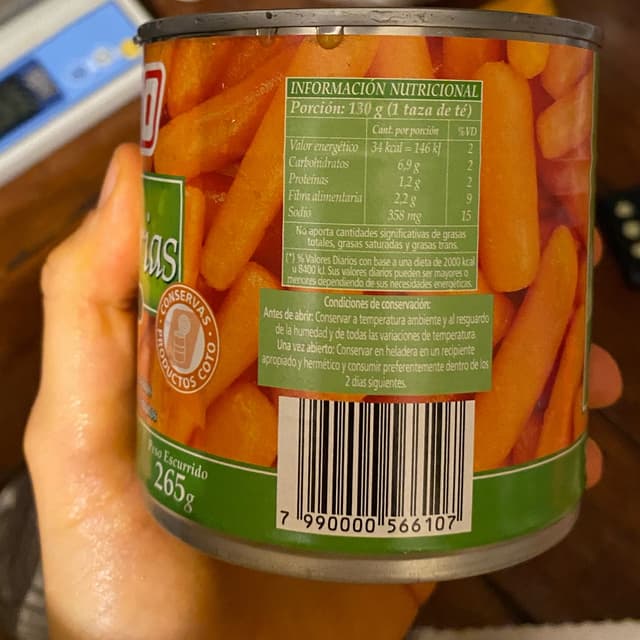 INFORMACIÓN NUTRICIONAL
Porción: 130 g (1 taza de té)
Cant. por porción %VD
Valor energético 34 kcal = 146 kJ 2
Carbohidratos 6,9 g 2
Proteínas 1,2 g 2
Fibra alimentaria 2,2 g 9
Sodio 358 mg 15
No aporta cantidades significativas de grasas
totales, grasas saturadas y grasas trans.
(*) % Valores Diarios con base a una dieta de 2000 kcal
u 8400 kJ. Sus valores diarios pueden ser mayores o
menores dependiendo de sus necesidades energéticas.
Condiciones de conservación:
Antes de abrir: Conservar a temperatura ambiente y al resguardo
de la humedad y de todas las variaciones de temperatura.
Una vez abierto: Conservar en heladera en un recipiente
apropiado y hermético y consumir preferentemente dentro de los
2 días siguientes.
CONSERVAS
PRODUCTOS COTO
Peso Escurrido
265g
7 990000 566107